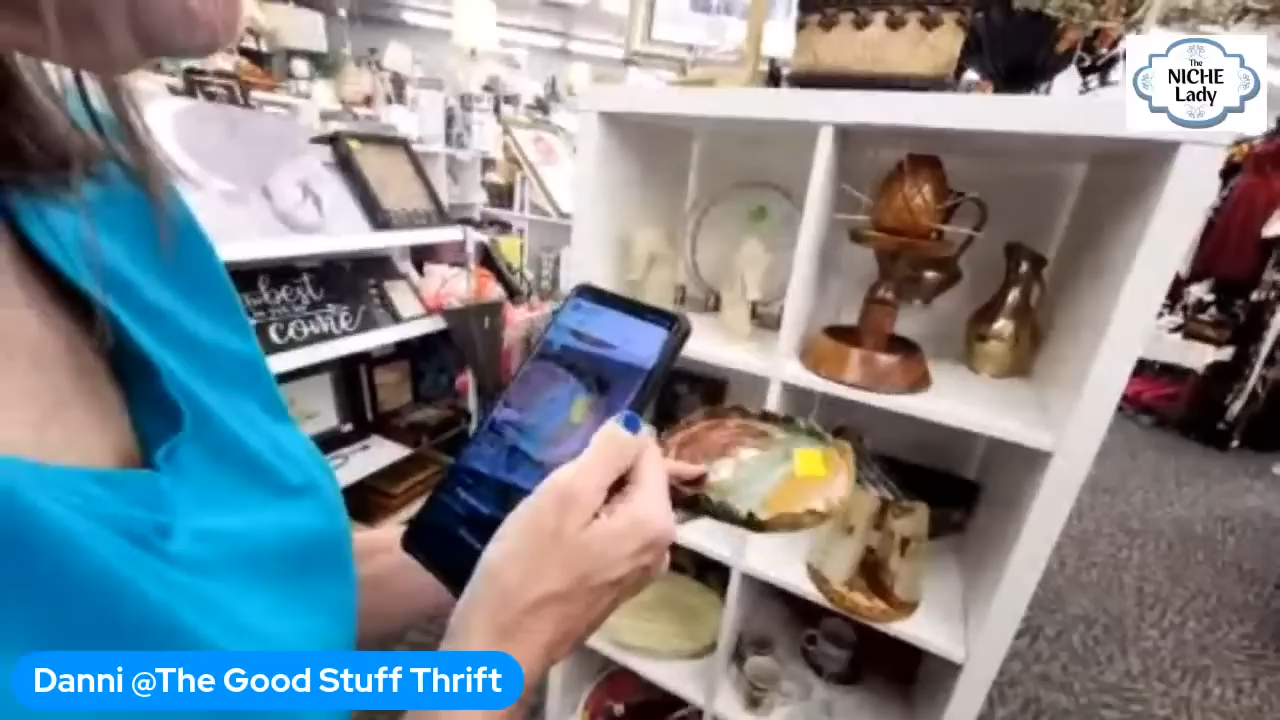 The
NICHE
Lady
best
come
Danni @The Good Stuff Thrift